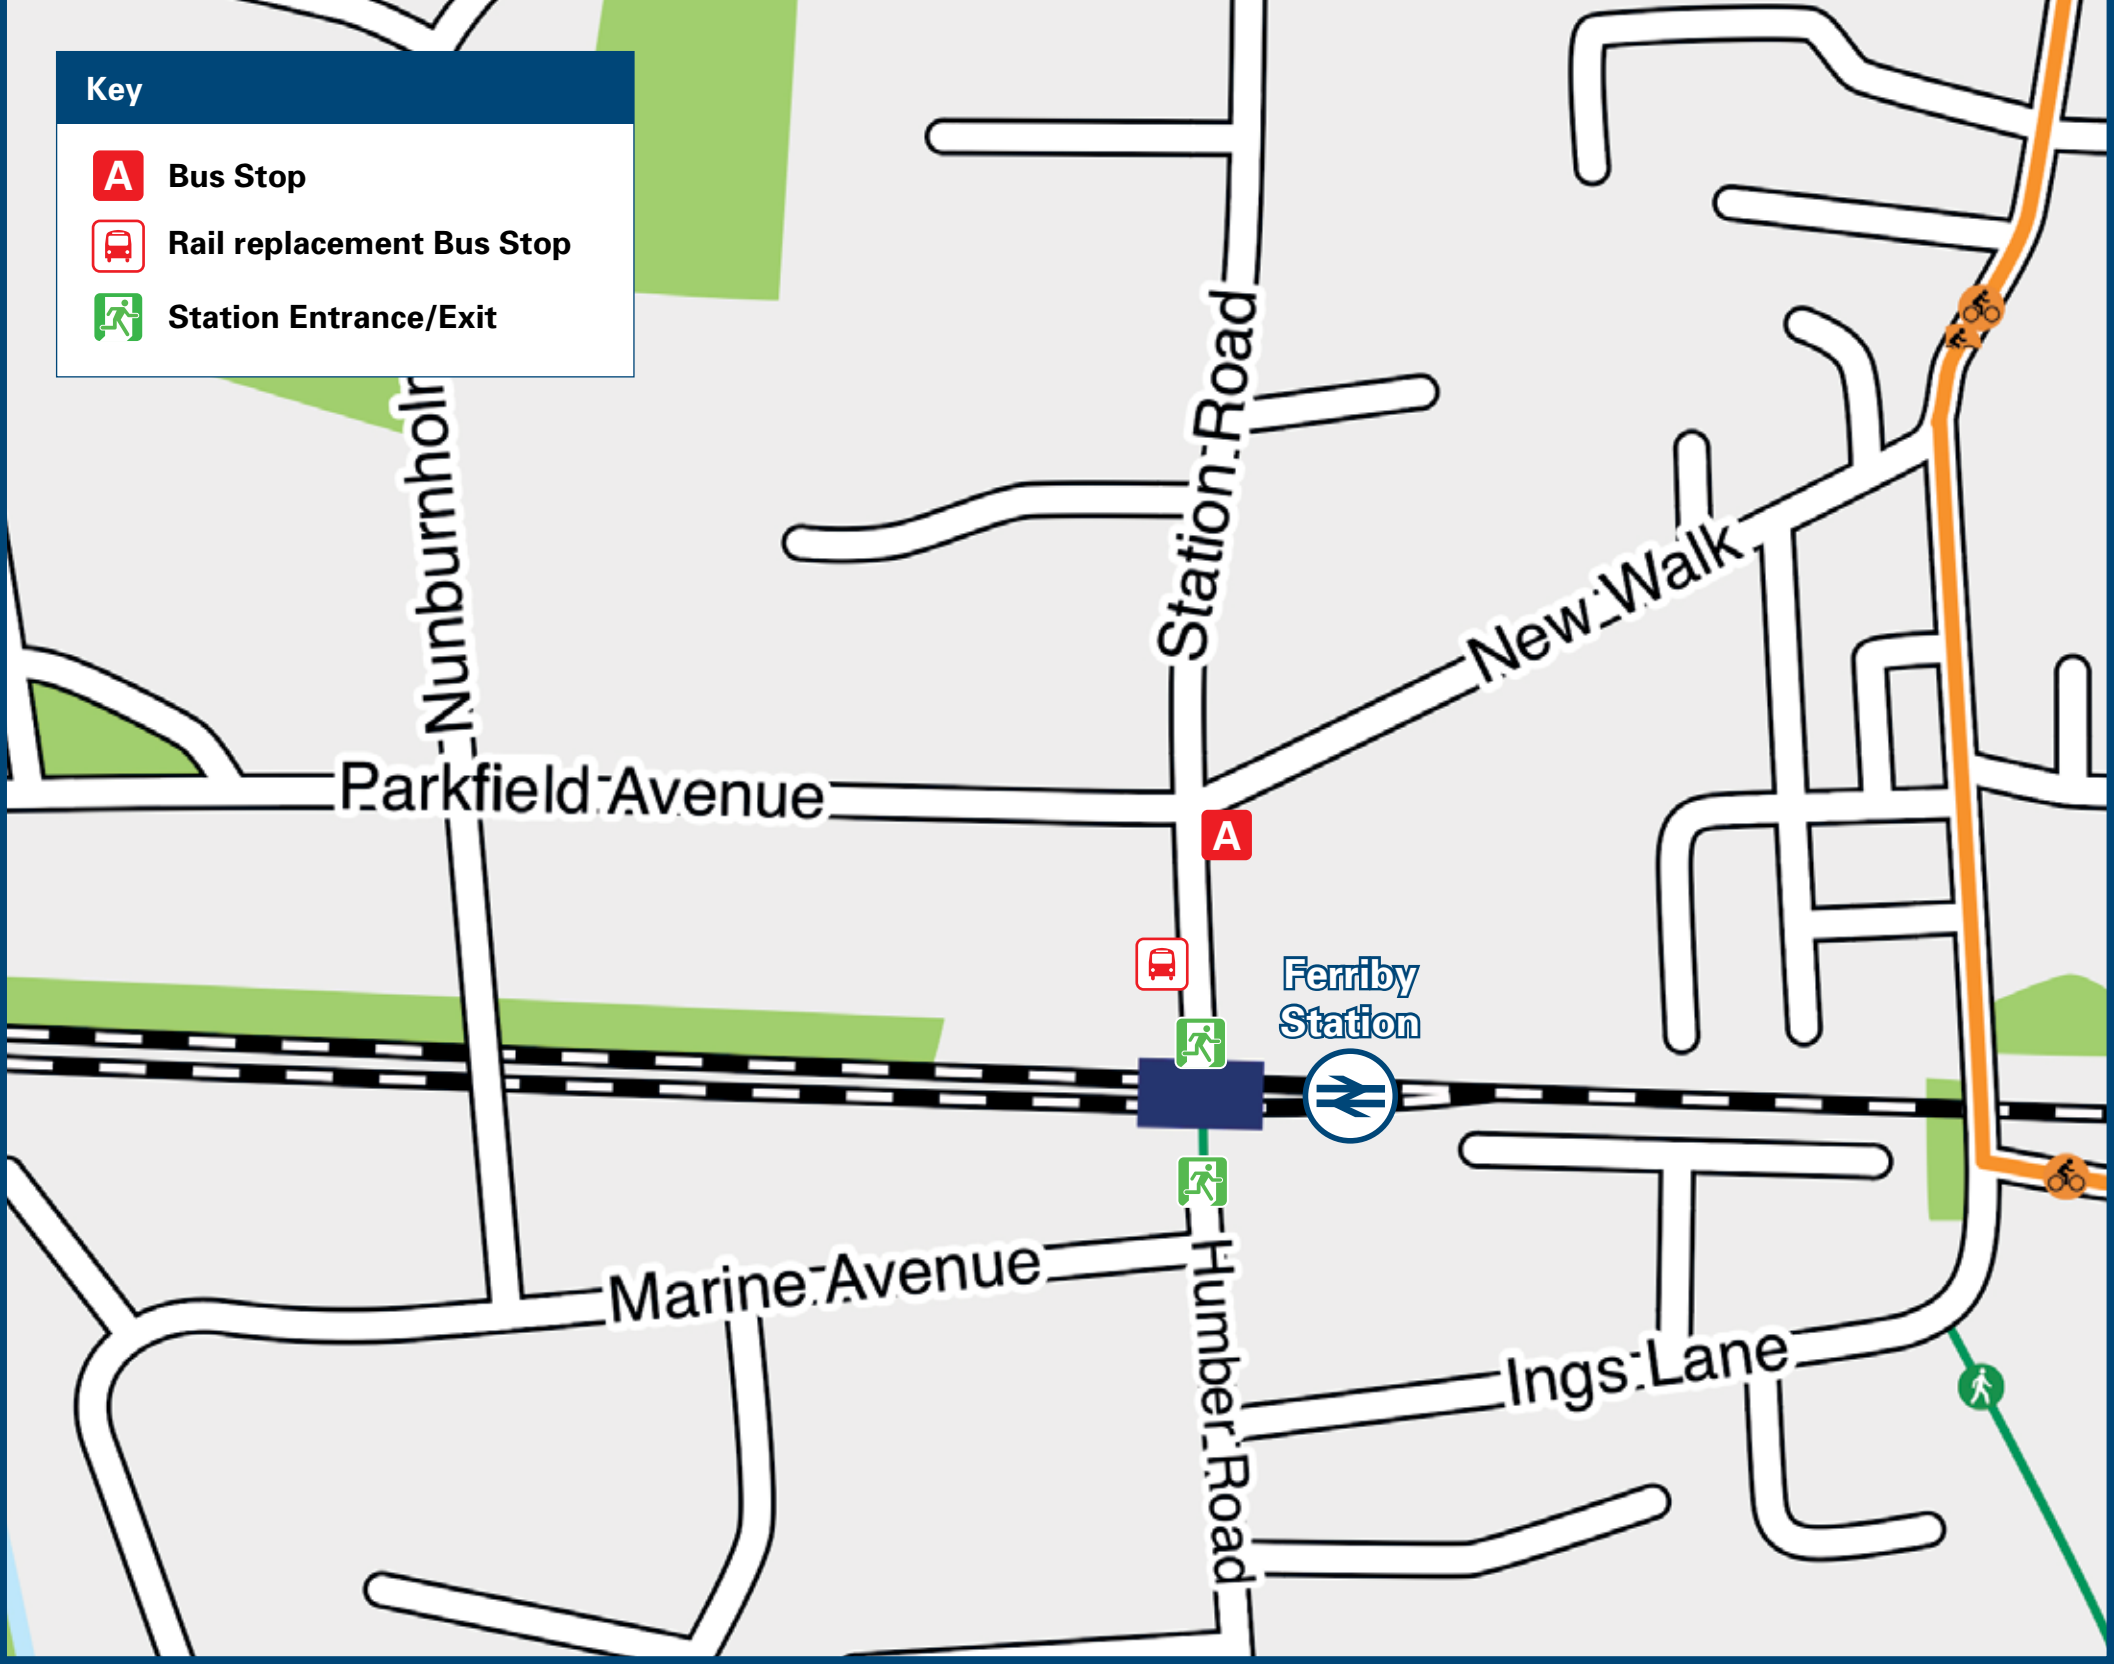 Key
A
Bus Stop
Rail replacement Bus Stop
Station Entrance/Exit
Station Road
New Walk
Parkfield Avenue
A
Ferriby
Station
Marine Avenue
Humber Road
Ings Lane